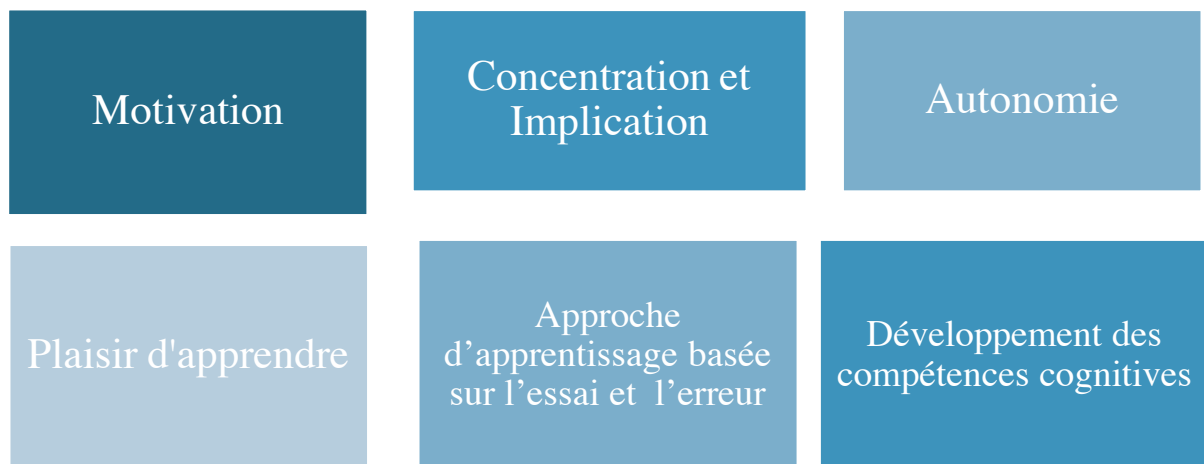 Motivation
Concentration et
Implication
Autonomie
Plaisir d'apprendre
Approche
d’apprentissage basée
sur l’essai et  l’erreur
Développement des
compétences cognitives